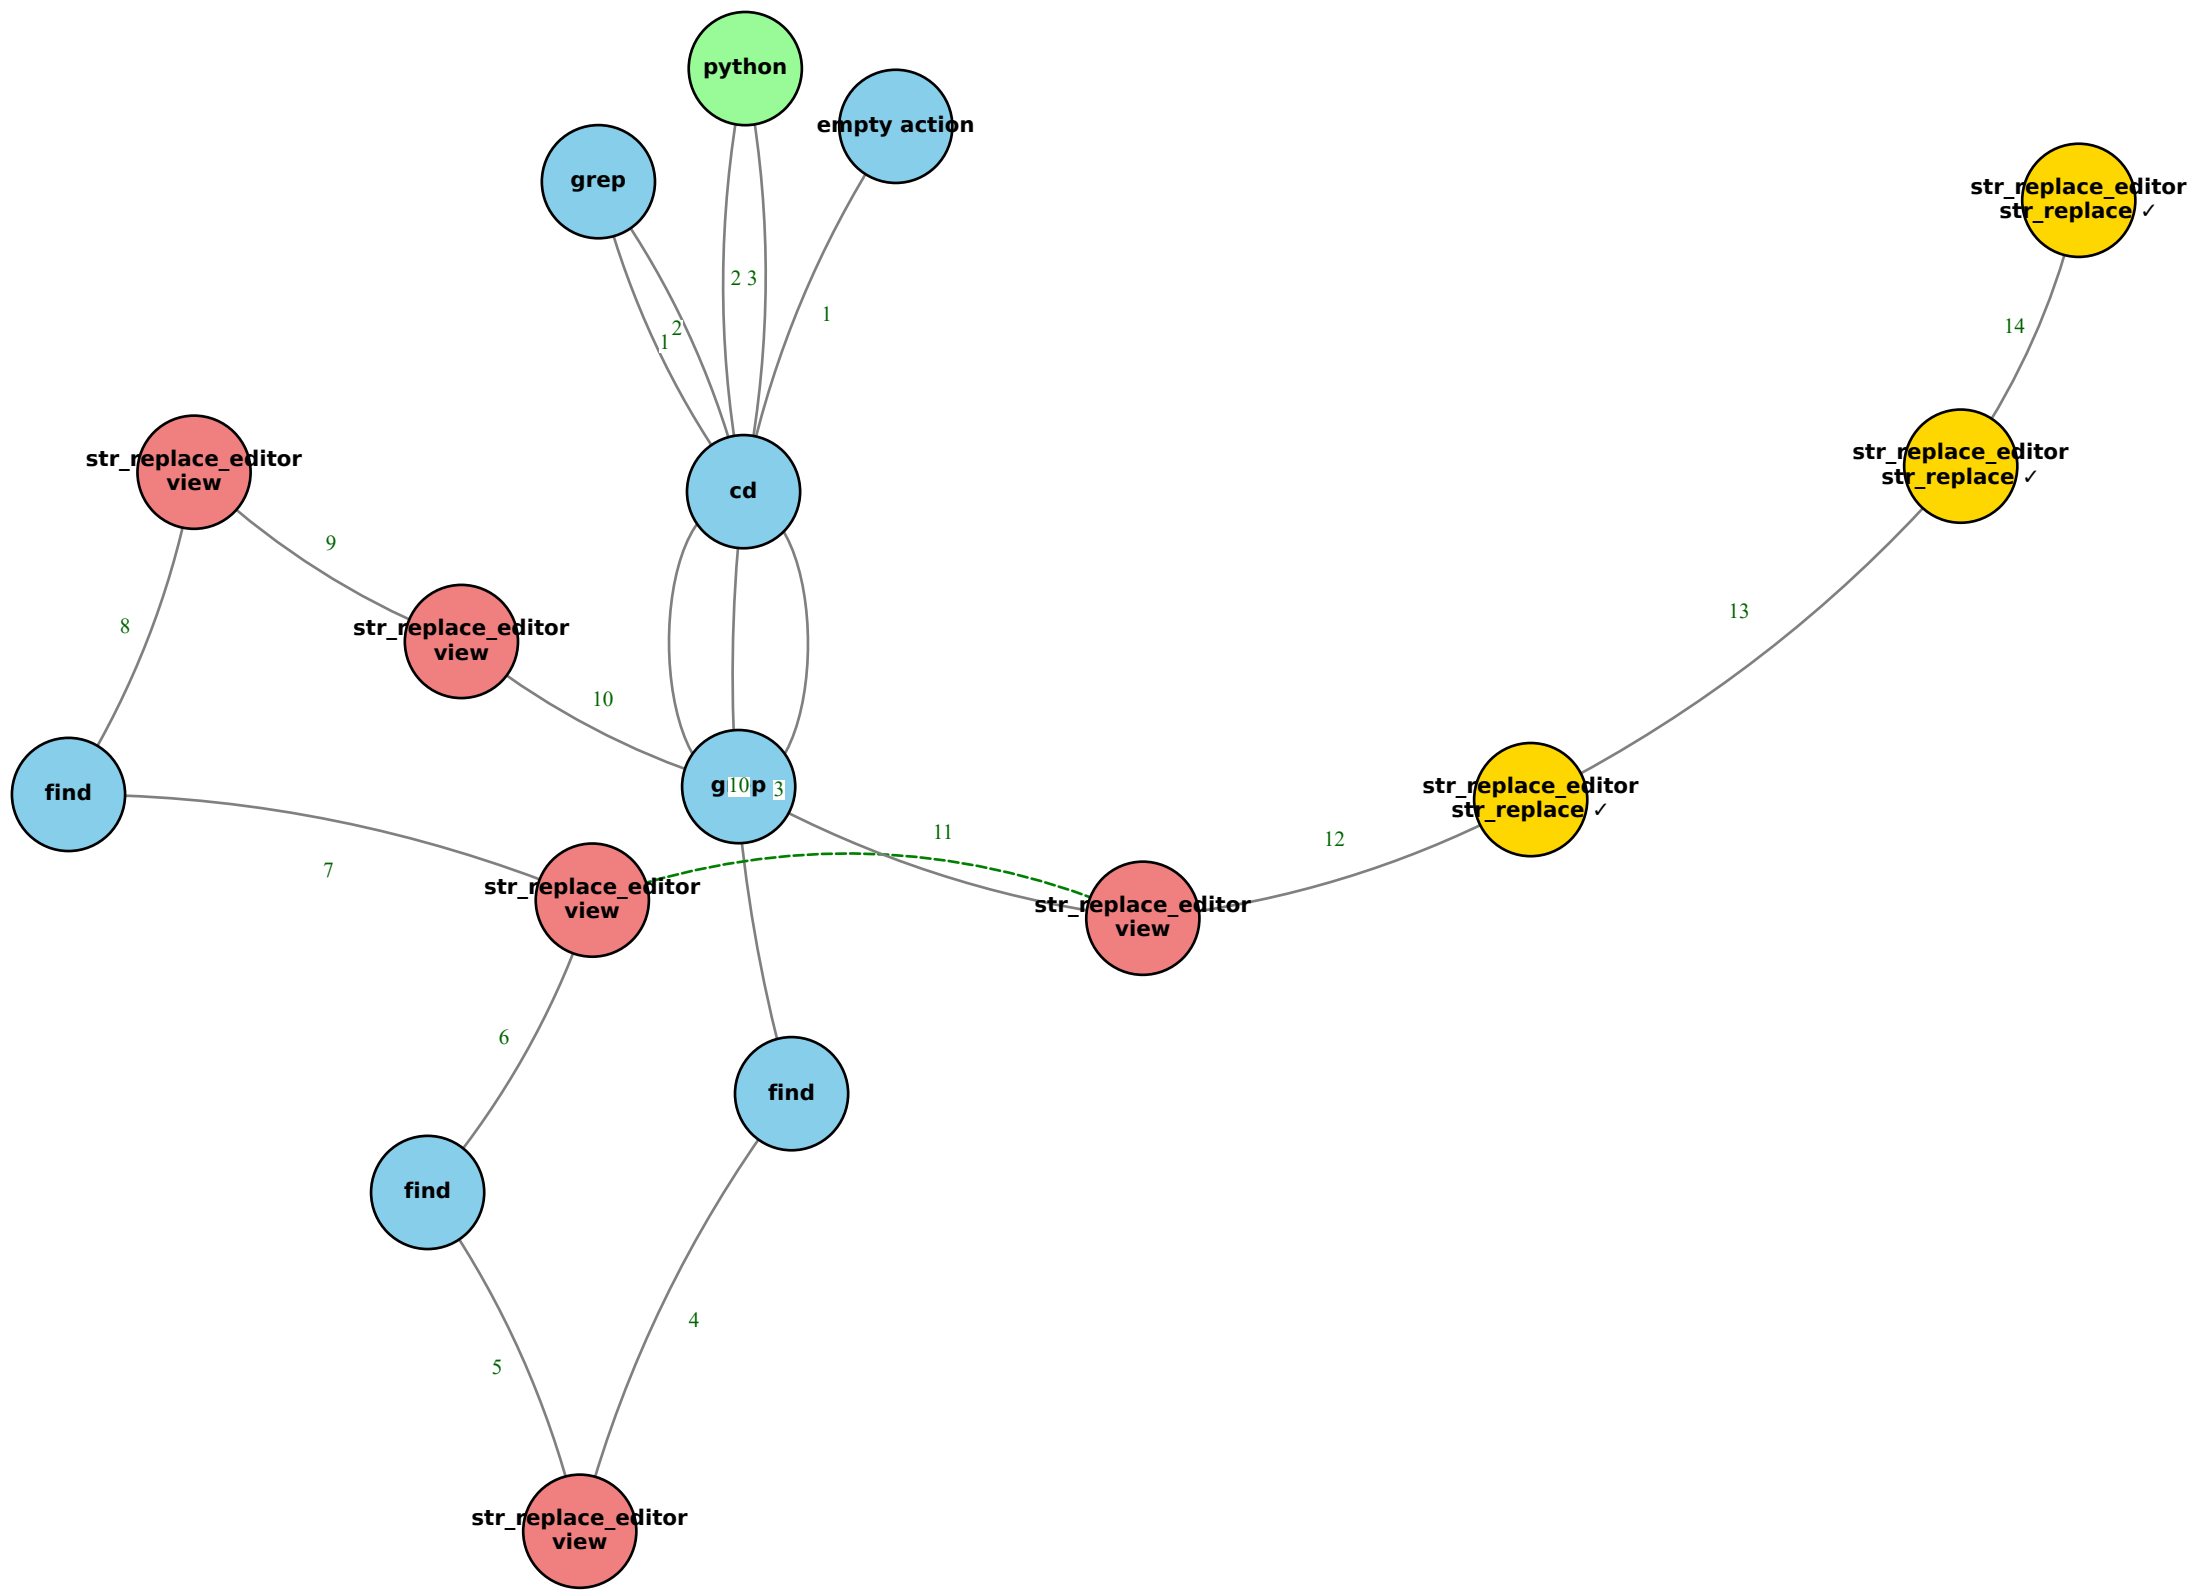 python
empty action
grep
str_replace_editor
str_replace ✓
2 3
1
2
1
14
str_replace_editor
view
cd
str_replace_editor
str_replace ✓
9
8
str_replace_editor
view
13
10
find
10
3
str_replace_editor
str_replace ✓
11
12
7
str_replace_editor
view
str_replace_editor
view
6
find
find
4
5
str_replace_editor
view